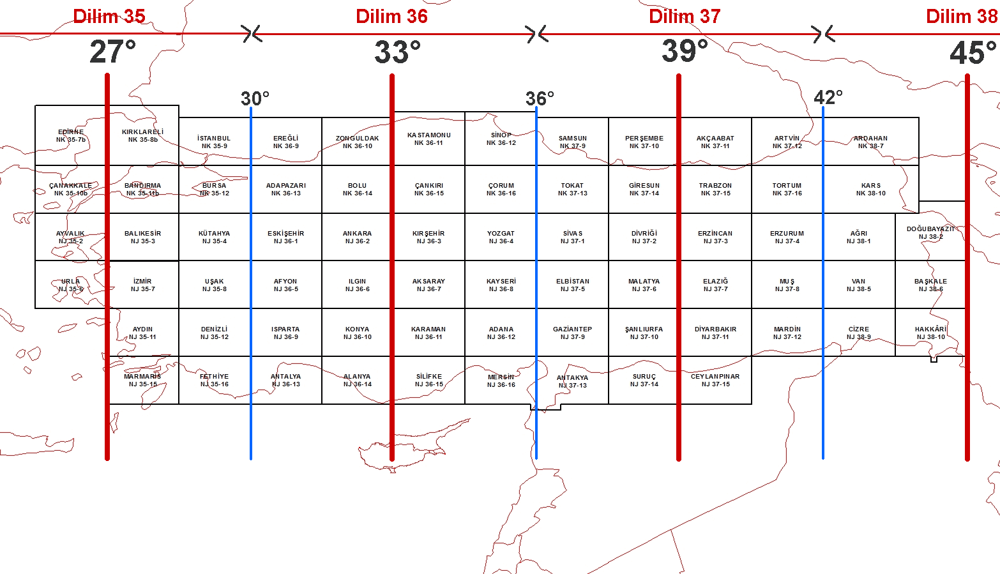 Dilim 35
Dilim 36
Dilim 37
Dilim 38
27°
33°
39°
45°
30°
36°
42°
EDİRNE
NK 35-7b
KIRKLARELİ
NK 35-8b
İSTANBUL
NK 35-9
EREĞLİ
NK 36-9
ZONGULDAK
NK 36-10
KASTAMONU
NK 36-11
SİNOP
NK 36-12
SAMSUN
NK 37-9
PERŞEMBE
NK 37-10
AKÇAABAT
NK 37-11
ARTVİN
NK 37-12
ARDAHAN
NK 38-7
ÇANAKKALE
NK 35-10b
BANDIRMA
NK 35-11b
BURSA
NK 35-12
ADAPAZARI
NK 36-13
BOLU
NK 36-14
ÇANKIRI
NK 36-15
ÇORUM
NK 36-16
TOKAT
NK 37-13
GİRESUN
NK 37-14
TRABZON
NK 37-15
TORTUM
NK 37-16
KARS
NK 38-10
AYVALIK
NJ 35-2
BALIKESİR
NJ 35-3
KÜTAHYA
NJ 35-4
ESKİŞEHİR
NJ 36-1
ANKARA
NJ 36-2
KIRŞEHİR
NJ 36-3
YOZGAT
NJ 36-4
SİVAS
NJ 37-1
DİVRİĞİ
NJ 37-2
ERZİNCAN
NJ 37-3
ERZURUM
NJ 37-4
AĞRI
NJ 38-1
DOĞUBAYAZIT
NJ 38-2
URLA
NJ 35-6
İZMİR
NJ 35-7
UŞAK
NJ 35-8
AFYON
NJ 36-5
ILGIN
NJ 36-6
AKSARAY
NJ 36-7
KAYSERİ
NJ 36-8
ELBİSTAN
NJ 37-5
MALATYA
NJ 37-6
ELAZIĞ
NJ 37-7
MUŞ
NJ 37-8
VAN
NJ 38-5
BAŞKALE
NJ 38-6
AYDIN
NJ 35-11
DENİZLİ
NJ 35-12
ISPARTA
NJ 36-9
KONYA
NJ 36-10
KARAMAN
NJ 36-11
ADANA
NJ 36-12
GAZİANTEP
NJ 37-9
ŞANLIURFA
NJ 37-10
DİYARBAKIR
NJ 37-11
MARDİN
NJ 37-12
CİZRE
NJ 38-9
HAKKÂRİ
NJ 38-10
MARMARİS
NJ 35-15
FETHİYE
NJ 35-16
ANTALYA
NJ 36-13
ALANYA
NJ 36-14
SİLİFKE
NJ 36-15
MERSİN
NJ 36-16
ANTAKYA
NJ 37-13
SURUÇ
NJ 37-14
CEYLANPINAR
NJ 37-15